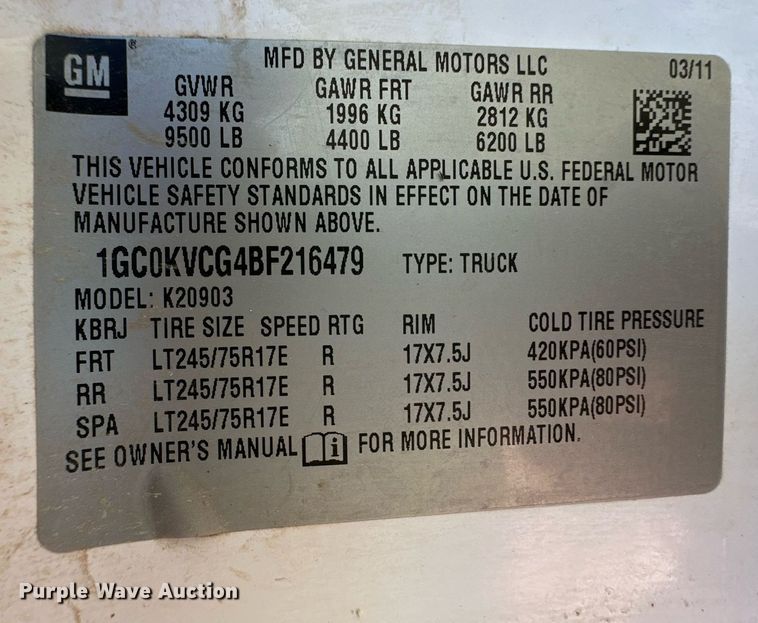 GM ®
MFD BY GENERAL MOTORS LLC 03/11
GVWR GAWR FRT GAWR RR
4309 KG 1996 KG 2812 KG
9500 LB 4400 LB 6200 LB
THIS VEHICLE CONFORMS TO ALL APPLICABLE U.S. FEDERAL MOTOR
VEHICLE SAFETY STANDARDS IN EFFECT ON THE DATE OF
MANUFACTURE SHOWN ABOVE.
1GC0KVCG4BF216479 TYPE: TRUCK
MODEL: K20903
KBRJ TIRE SIZE SPEED RTG RIM COLD TIRE PRESSURE
FRT LT245/75R17E R 17X7.5J 420KPA(60PSI)
RR LT245/75R17E R 17X7.5J 550KPA(80PSI)
SPA LT245/75R17E R 17X7.5J 550KPA(80PSI)
SEE OWNER'S MANUAL i FOR MORE INFORMATION.
Purple Wave Auction